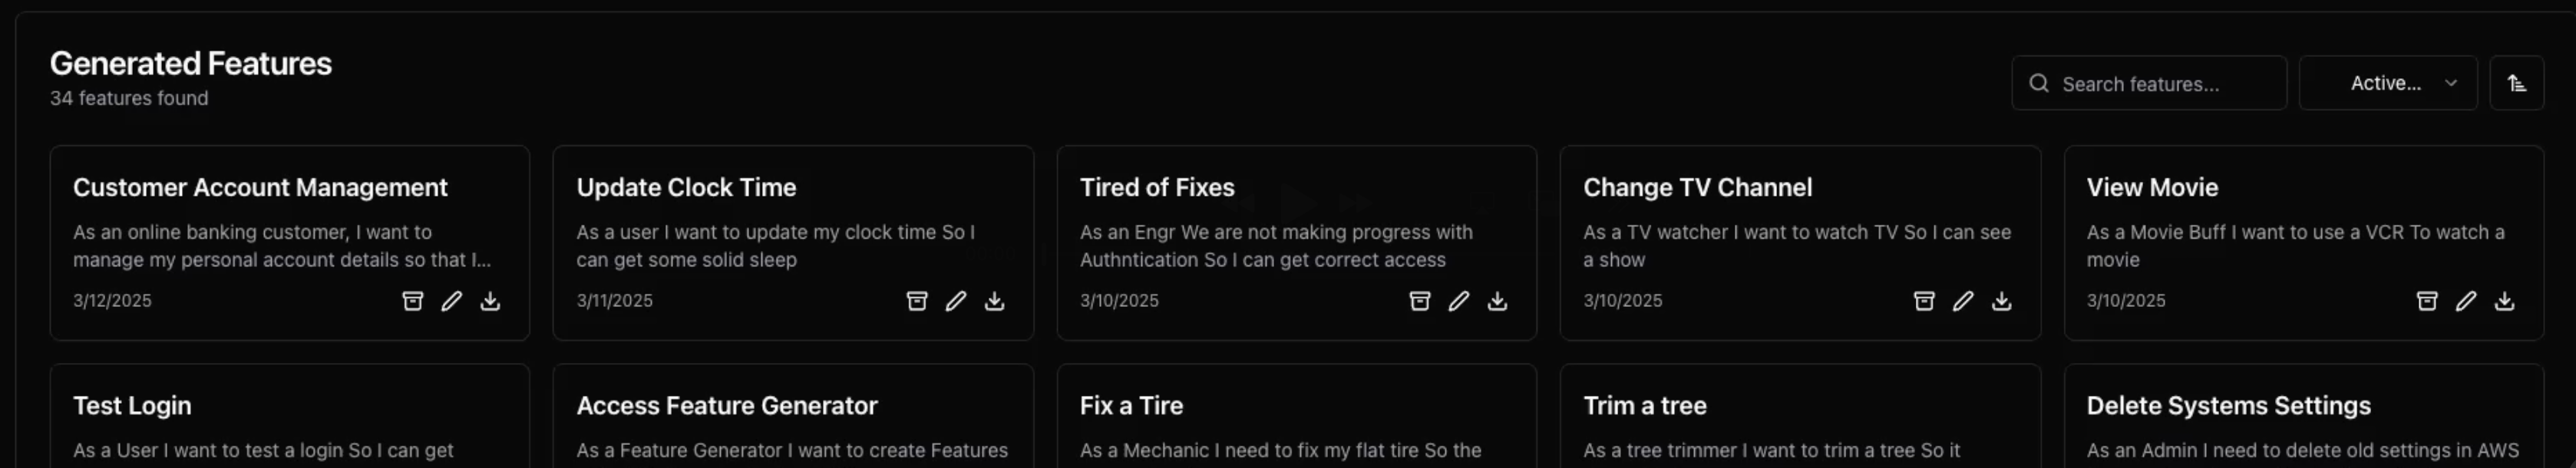 Generated Features
34 features found
Search features...
Active...
Customer Account Management
As an online banking customer, I want to
manage my personal account details so that I...
3/12/2025
Update Clock Time
As a user I want to update my clock time So I
can get some solid sleep
3/11/2025
Tired of Fixes
As an Engr We are not making progress with
Authntication So I can get correct access
3/10/2025
Change TV Channel
As a TV watcher I want to watch TV So I can see
a show
3/10/2025
View Movie
As a Movie Buff I want to use a VCR To watch a
movie
3/10/2025
Test Login
As a User I want to test a login So I can get
Access Feature Generator
As a Feature Generator I want to create Features
Fix a Tire
As a Mechanic I need to fix my flat tire So the
Trim a tree
As a tree trimmer I want to trim a tree So it
Delete Systems Settings
As an Admin I need to delete old settings in AWS